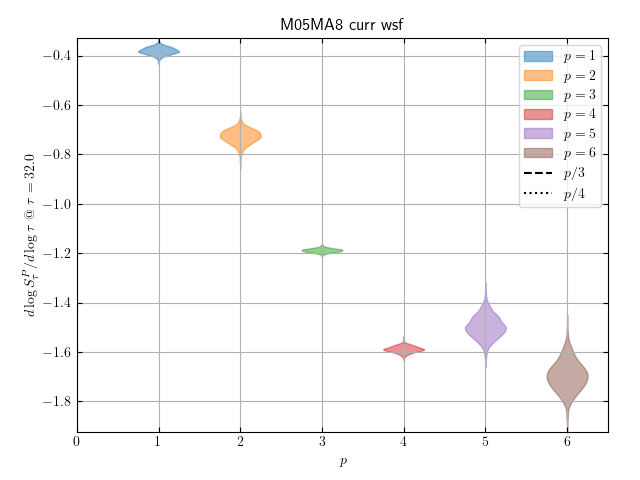 M05MA8 curr wsf
d log S_τ^P / d log τ @ τ = 32.0
−0.4
−0.6
−0.8
−1.0
−1.2
−1.4
−1.6
−1.8
0 1 2 3 4 5 6
p
p = 1
p = 2
p = 3
p = 4
p = 5
p = 6
p/3
p/4